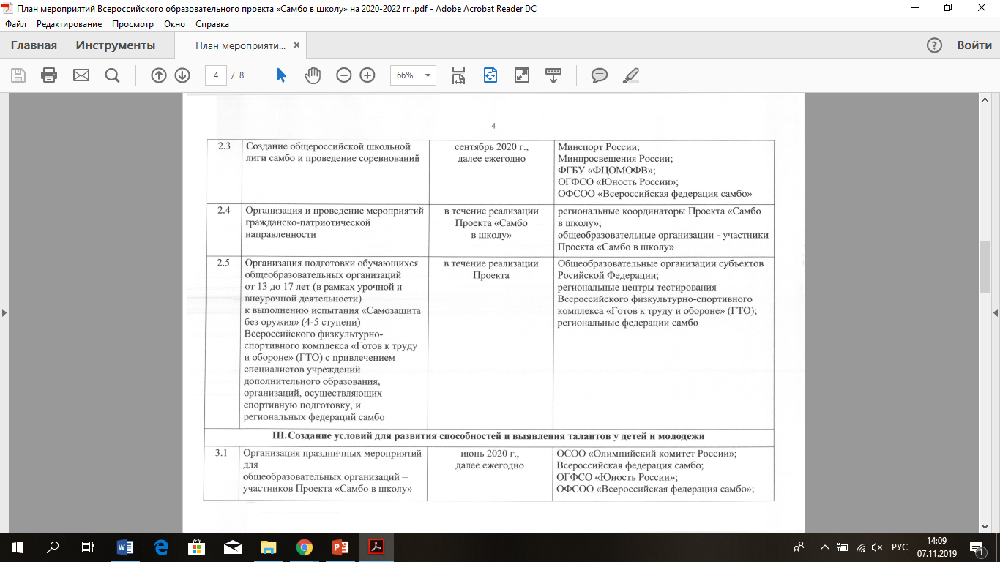 План мероприятий Всероссийского образовательного проекта «Самбо в школу» на 2020-2022 гг..pdf - Adobe Acrobat Reader DC
Файл Редактирование Просмотр Окно Справка
Главная Инструменты План мероприяти... × ? Войти
4 / 8 66%
4
2.3
Создание общероссийской школьной
лиги самбо и проведение соревнований
сентябрь 2020 г.,
далее ежегодно
Минспорт России;
Минпросвещения России;
ФГБУ «ФЦОМОФВ»;
ОГФСО «Юность России»;
ОФСОО «Всероссийская федерация самбо»
2.4
Организация и проведение мероприятий
гражданско-патриотической
направленности
в течение реализации
Проекта «Самбо
в школу»
региональные координаторы Проекта «Самбо
в школу»;
общеобразовательные организации - участники
Проекта «Самбо в школу»
2.5
Организация подготовки обучающихся
общеобразовательных организаций
от 13 до 17 лет (в рамках урочной и
внеурочной деятельности)
к выполнению испытания «Самозашита
без оружия» (4-5 ступени)
Всероссийского физкультурно-
спортивного комплекса «Готов к труду
и обороне» (ГТО) с привлечением
специалистов учреждений
дополнительного образования,
организаций, осуществляющих
спортивную подготовку, и
региональных федераций самбо
в течение реализации
Проекта
Общеобразовательные организации субъектов
Росийской Федерации;
региональные центры тестирования
Всероссийского физкультурно-спортивного
комплекса «Готов к труду и обороне» (ГТО);
региональные федерации самбо
III.Создание условий для развития способностей и выявления талантов у детей и молодежи
3.1
Организация праздничных мероприятий
для
общеобразовательных организаций –
участников Проекта «Самбо в школу»
июнь 2020 г.,
далее ежегодно
ОСОО «Олимпийский комитет России»;
Всероссийская федерация самбо;
ОГФСО «Юность России»;
ОФСОО «Всероссийская федерация самбо»;
РУС
14:09
07.11.2019
1